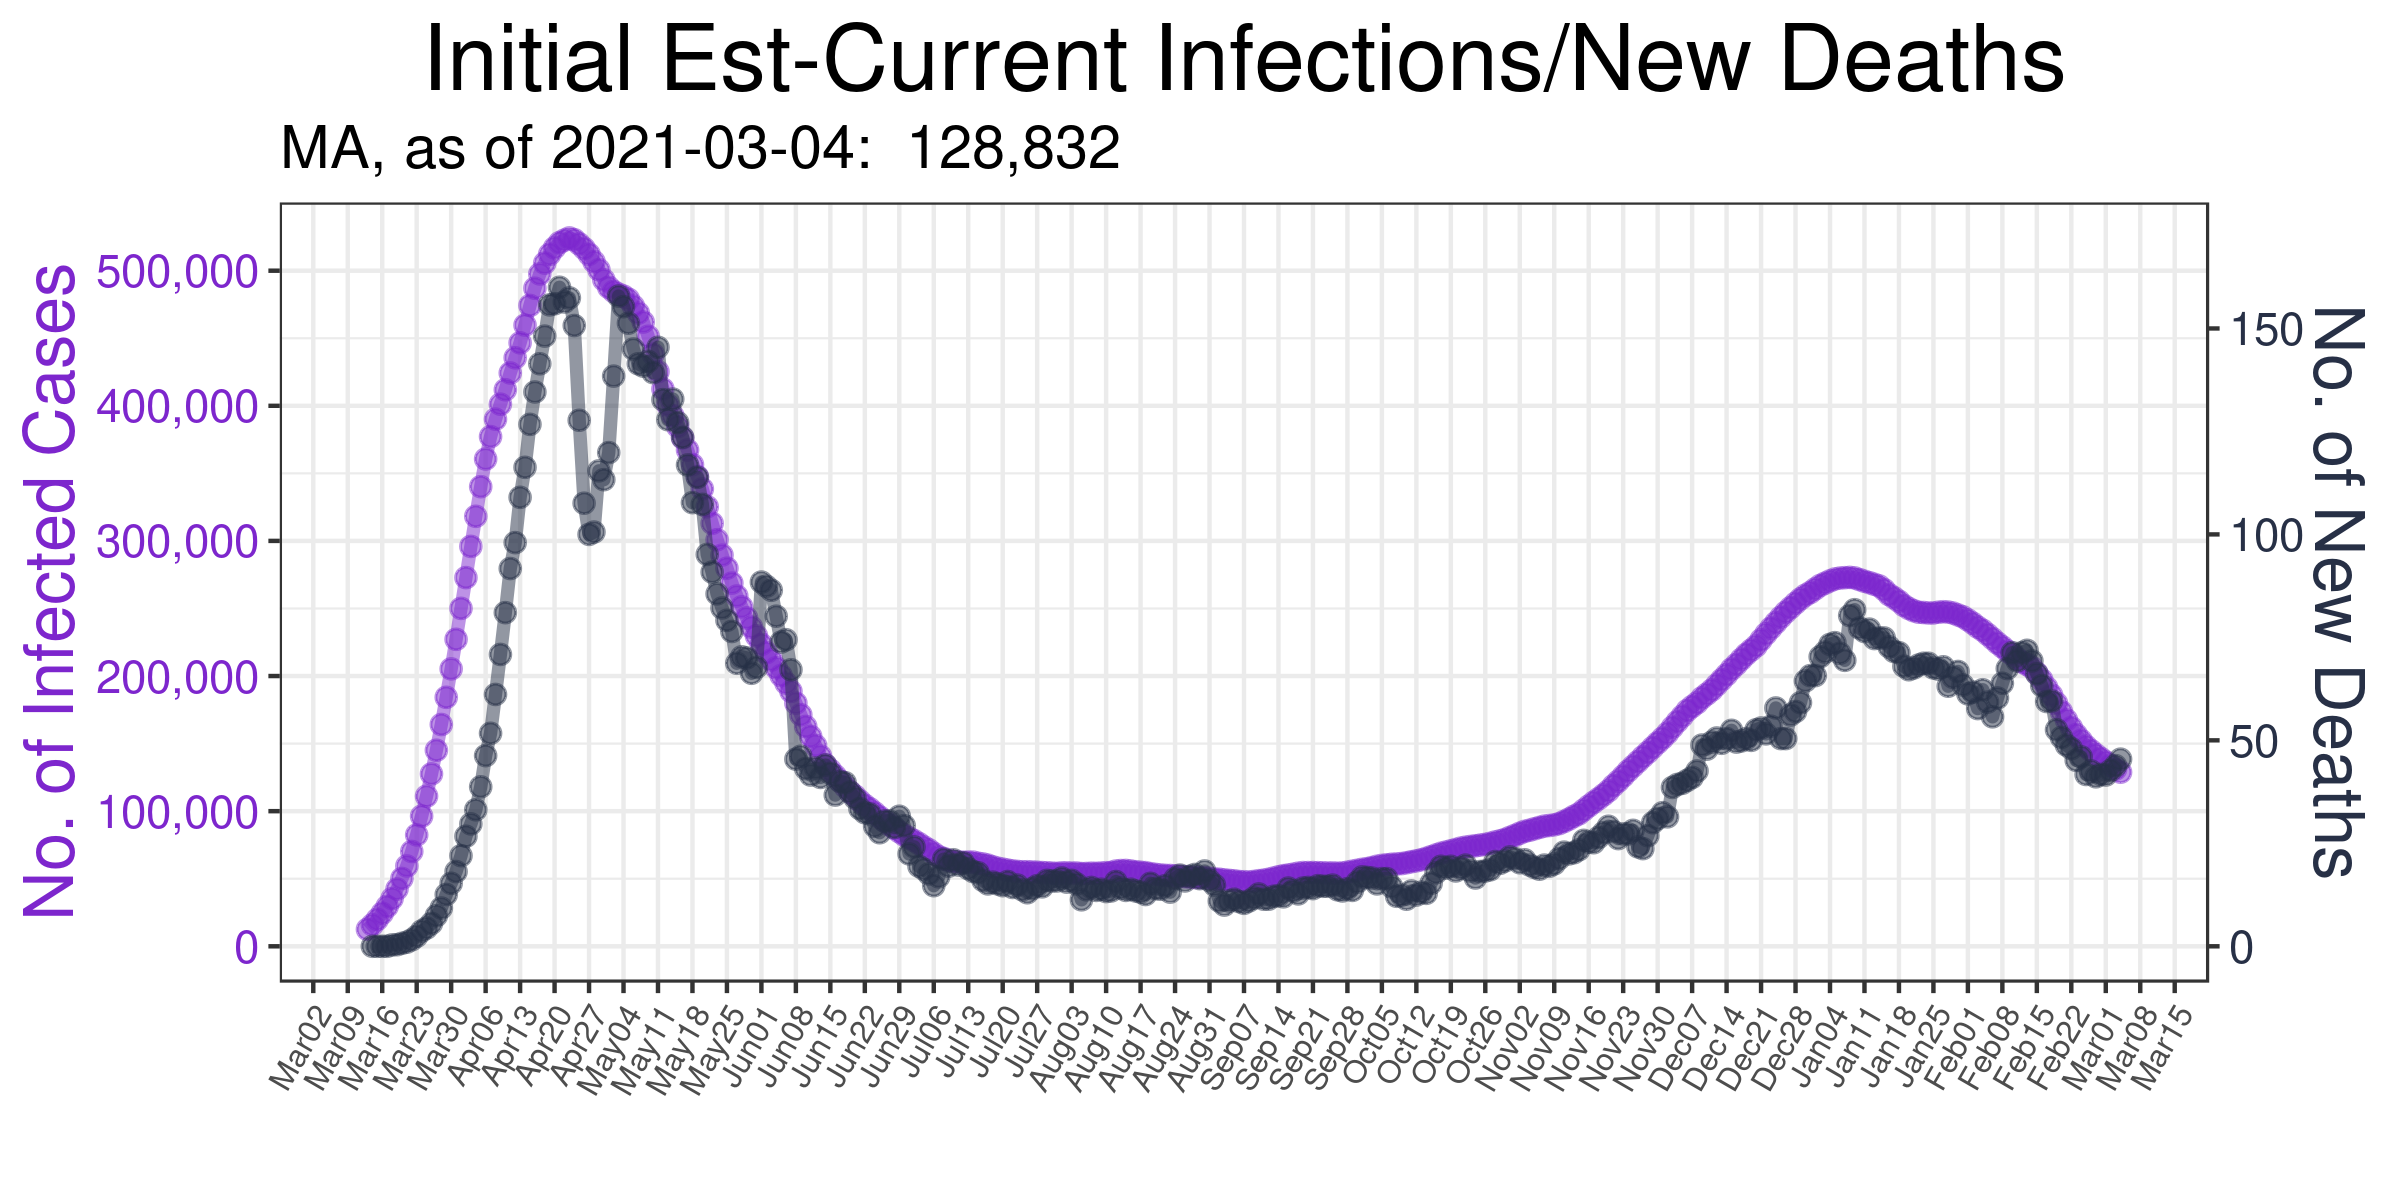 Initial Est-Current Infections/New Deaths
MA, as of 2021-03-04: 128,832
No. of Infected Cases
500,000
400,000
300,000
200,000
100,000
0
150
100
50
0
No. of New Deaths
Mar02
Mar09
Mar16
Mar23
Mar30
Apr06
Apr13
Apr20
Apr27
May04
May11
May18
May25
Jun01
Jun08
Jun15
Jun22
Jun29
Jul06
Jul13
Jul20
Jul27
Aug03
Aug10
Aug17
Aug24
Aug31
Sep07
Sep14
Sep21
Sep28
Oct05
Oct12
Oct19
Oct26
Nov02
Nov09
Nov16
Nov23
Nov30
Dec07
Dec14
Dec21
Dec28
Jan04
Jan11
Jan18
Jan25
Feb01
Feb08
Feb15
Feb22
Mar01
Mar08
Mar15